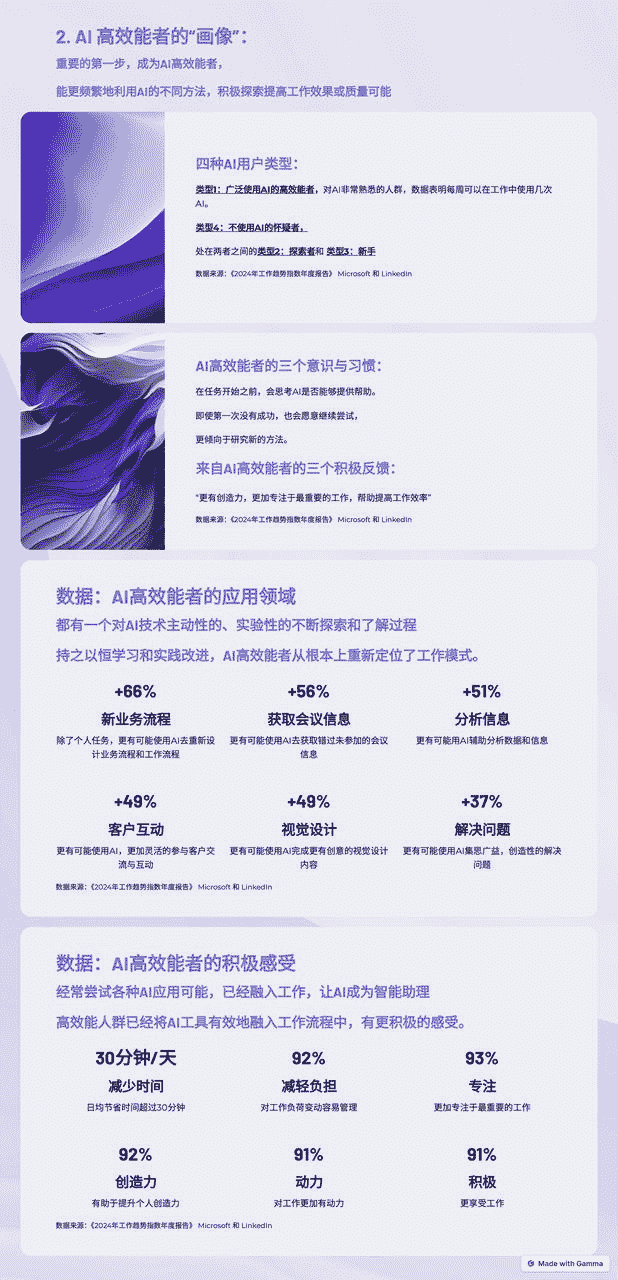 2. AI 高效能者的“画像”：
重要的第一步，成为AI高效能者，
能更频繁地利用AI的不同方法，积极探索提高工作效果或质量可能
四种AI用户类型：
类型1：广泛使用AI的高效能者，对AI非常熟悉的人群，数据表明每周可以在工作中使用几次
AI。
类型4：不使用AI的怀疑者，
处在两者之间的类型2：探索者和 类型3：新手
数据来源：《2024年工作趋势指数年度报告》 Microsoft 和 LinkedIn
AI高效能者的三个意识与习惯：
在任务开始之前，会思考AI是否能够提供帮助。
即使第一次没有成功，也会愿意继续尝试，
更倾向于研究新的方法。
来自AI高效能者的三个积极反馈：
“更有创造力，更加专注于最重要的工作，帮助提高工作效率”
数据来源：《2024年工作趋势指数年度报告》 Microsoft 和 LinkedIn
数据：AI高效能者的应用领域
都有一个对AI技术主动性的、实验性的不断探索和了解过程
持之以恒学习和实践改进，AI高效能者从根本上重新定位了工作模式。
+66%
新业务流程
除了个人任务，更有可能使用AI去重新设
计业务流程和工作流程
+56%
获取会议信息
更有可能使用AI去获取错过未参加的会议
信息
+51%
分析信息
更有可能用AI辅助分析数据和信息
+49%
客户互动
更有可能使用AI，更加灵活的参与客户交
流与互动
+49%
视觉设计
更有可能使用AI完成更有创意的视觉设计
内容
+37%
解决问题
更有可能使用AI集思广益，创造性的解决
问题
数据来源：《2024年工作趋势指数年度报告》 Microsoft 和 LinkedIn
数据：AI高效能者的积极感受
经常尝试各种AI应用可能，已经融入工作，让AI成为智能助理
高效能人群已经将AI工具有效地融入工作流程中，有更积极的感受。
30分钟/天
减少时间
日均节省时间超过30分钟
92%
减轻负担
对工作负荷变动容易管理
93%
专注
更加专注于最重要的工作
92%
创造力
有助于提升个人创造力
91%
动力
对工作更加有动力
91%
积极
更享受工作
数据来源：《2024年工作趋势指数年度报告》 Microsoft 和 LinkedIn
Made with Gamma